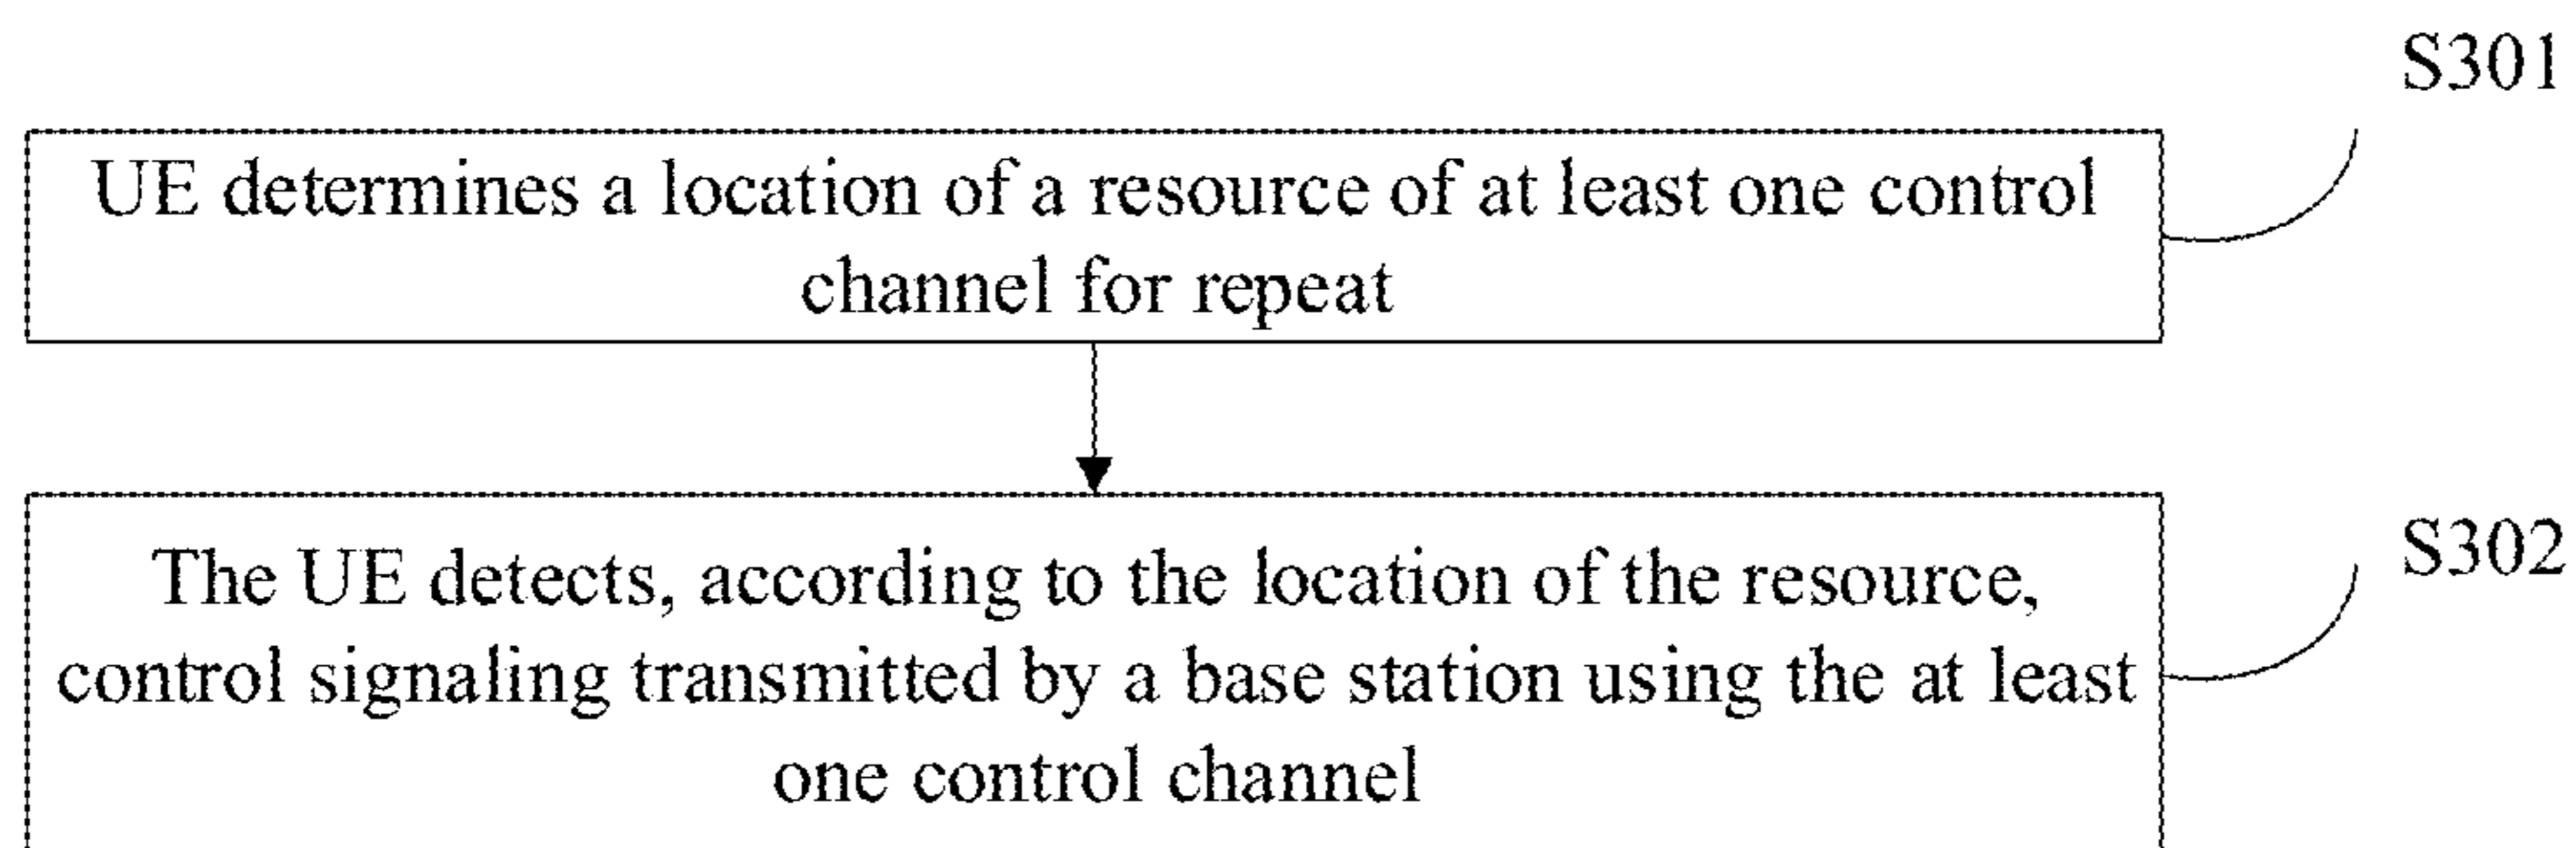 S301
UE determines a location of a resource of at least one control
channel for repeat
The UE detects, according to the location of the resource,
S302
control signaling transmitted by a base station using the at least
one control channel